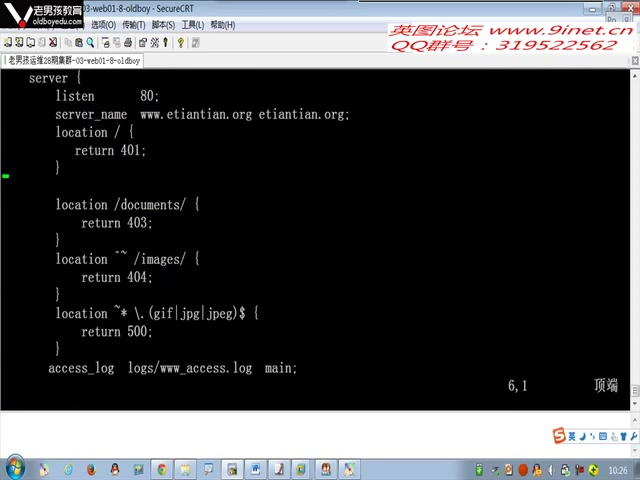 老男孩教育
oldboyedu.com
03-web01-8-oldboy - SecureCRT
英图论坛 www.9inet.cn
QQ群号：319522562
选项(O) 传输(T) 脚本(S) 工具(L) 帮助(H)
老男孩运维28期集群-03-web01-8-oldboy
server {
listen 80;
server_name www.etiantian.org etiantian.org;
location / {
return 401;
}
location /documents/ {
return 403;
}
location ^~ /images/ {
return 404;
}
location ~* \.(gif|jpg|jpeg)$ {
return 500;
}
access_log logs/www_access.log main;
6,1 顶端
英
10:26